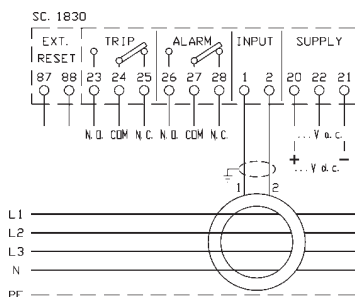 SC. 1830
EXT. RESET TRIP ALARM INPUT SUPPLY
87 88 23 24 25 26 27 28 1 2 20 22 21
N.O. COM N.C. N.O. COM N.C.
...V a.c.
+ −
...V d.c.
1 2
L1
L2
L3
N
PE